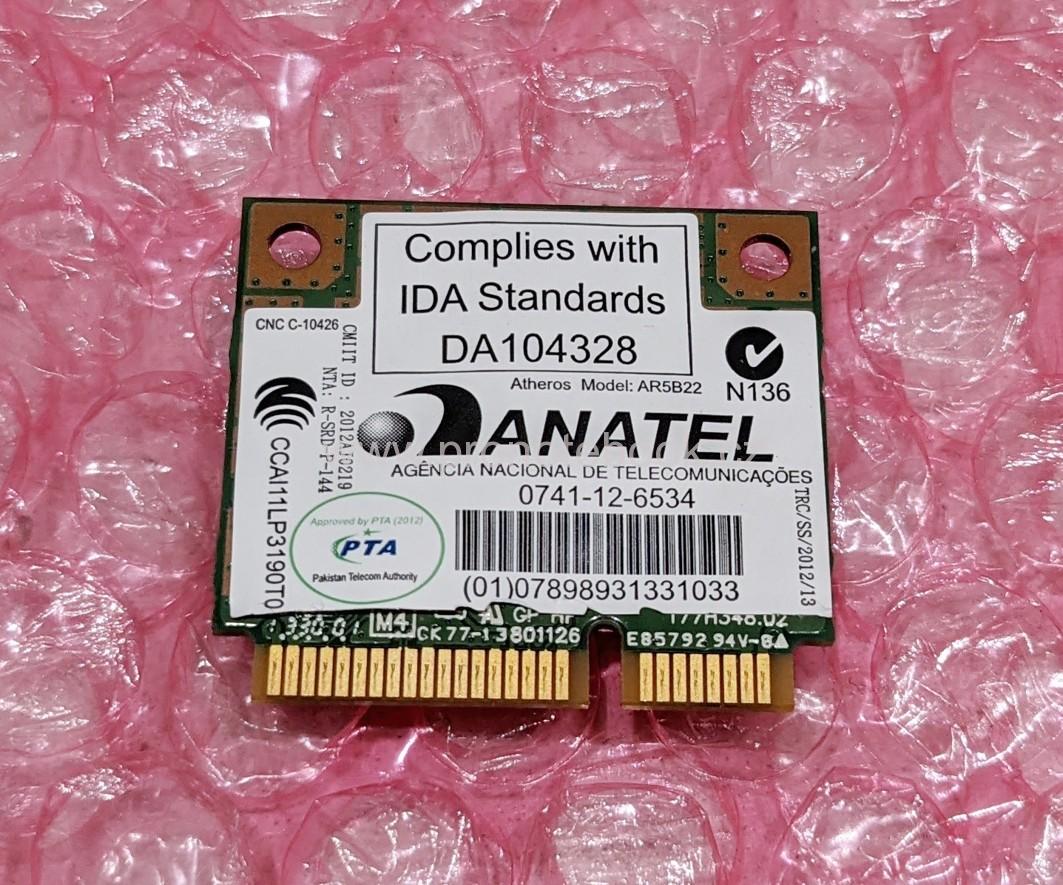 Complies with
IDA Standards
DA104328
CNC C-10426
CMIIT ID : 2012AJ0219
NTA: R-SRD-P-144
Atheros Model: AR5B22
N136
ANATEL
AGÊNCIA NACIONAL DE TELECOMUNICAÇÕES
0741-12-6534
CCAI11LP3190T0
TRC/SS/2012/13
Approved by PTA (2012)
PTA
Pakistan Telecom Authority
(01)07898931331033
M4
CK77-13801126
E85792 94V-0